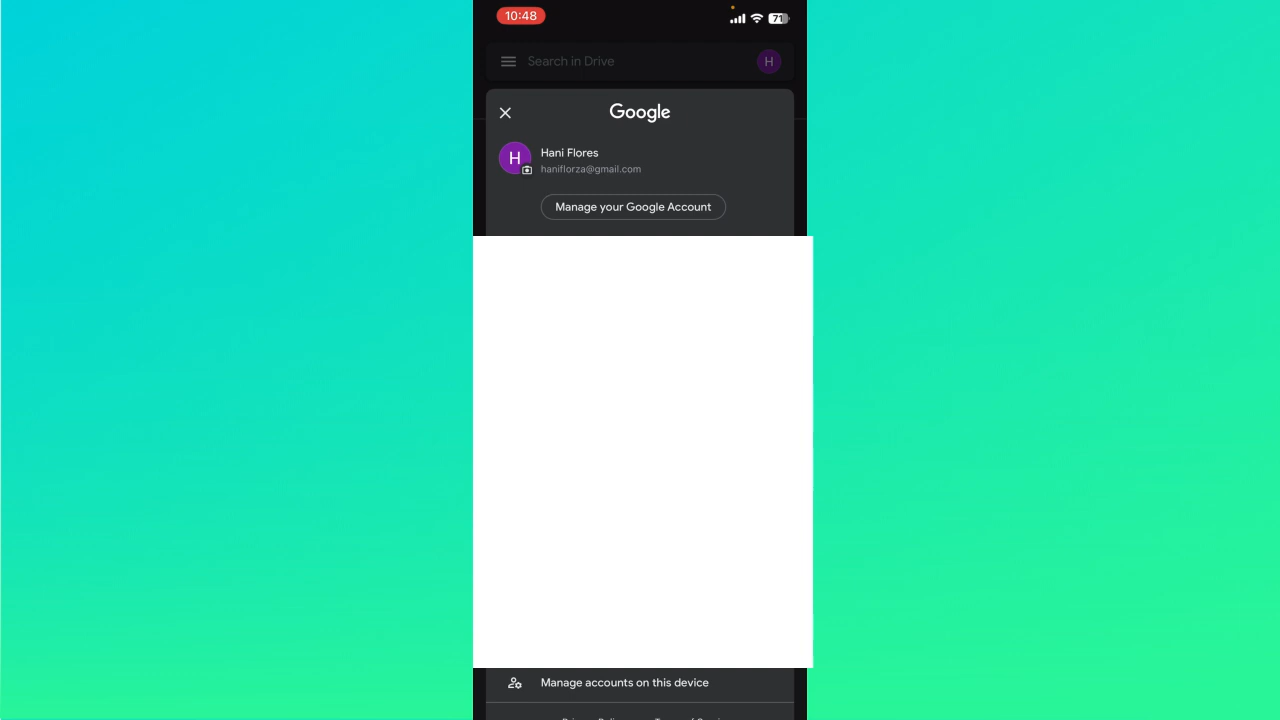 10:48
71
Search in Drive
H
Google
H
Hani Flores
haniflorza@gmail.com
Manage your Google Account
Manage accounts on this device